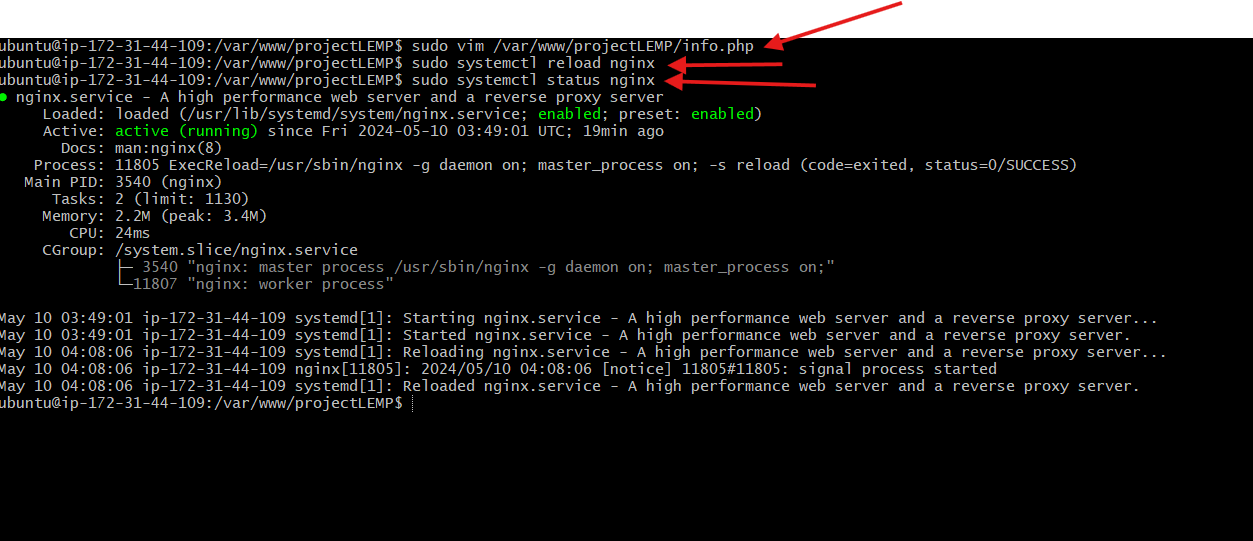 ubuntu@ip-172-31-44-109:/var/www/projectLEMP$ sudo vim /var/www/projectLEMP/info.php
ubuntu@ip-172-31-44-109:/var/www/projectLEMP$ sudo systemctl reload nginx
ubuntu@ip-172-31-44-109:/var/www/projectLEMP$ sudo systemctl status nginx
● nginx.service - A high performance web server and a reverse proxy server
Loaded: loaded (/usr/lib/systemd/system/nginx.service; enabled; preset: enabled)
Active: active (running) since Fri 2024-05-10 03:49:01 UTC; 19min ago
Docs: man:nginx(8)
Process: 11805 ExecReload=/usr/sbin/nginx -g daemon on; master_process on; -s reload (code=exited, status=0/SUCCESS)
Main PID: 3540 (nginx)
Tasks: 2 (limit: 1130)
Memory: 2.2M (peak: 3.4M)
CPU: 24ms
CGroup: /system.slice/nginx.service
├─ 3540 "nginx: master process /usr/sbin/nginx -g daemon on; master_process on;"
└─11807 "nginx: worker process"
May 10 03:49:01 ip-172-31-44-109 systemd[1]: Starting nginx.service - A high performance web server and a reverse proxy server...
May 10 03:49:01 ip-172-31-44-109 systemd[1]: Started nginx.service - A high performance web server and a reverse proxy server.
May 10 04:08:06 ip-172-31-44-109 systemd[1]: Reloading nginx.service - A high performance web server and a reverse proxy server...
May 10 04:08:06 ip-172-31-44-109 nginx[11805]: 2024/05/10 04:08:06 [notice] 11805#11805: signal process started
May 10 04:08:06 ip-172-31-44-109 systemd[1]: Reloaded nginx.service - A high performance web server and a reverse proxy server.
ubuntu@ip-172-31-44-109:/var/www/projectLEMP$